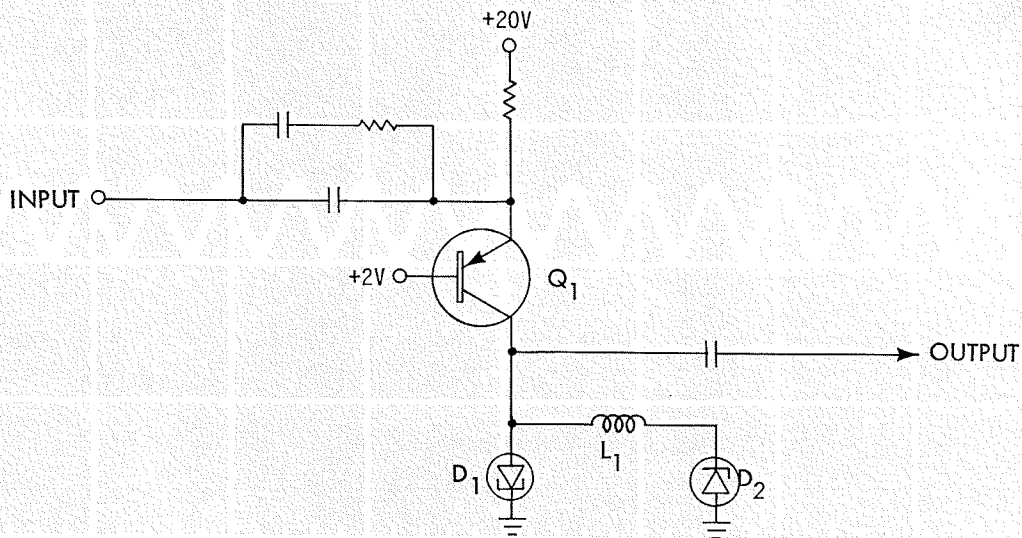 +20V
INPUT
+2V
Q1
OUTPUT
L1
D1
D2